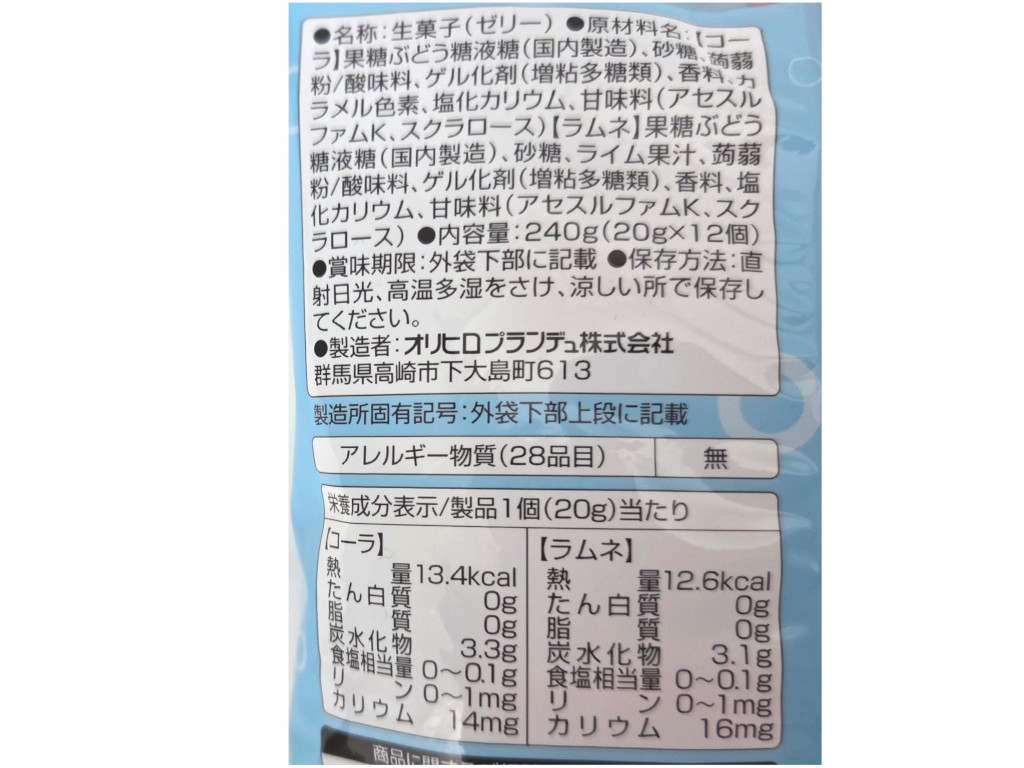 ●名称:生菓子(ゼリー) ●原材料名:【コー
ラ】果糖ぶどう糖液糖(国内製造)、砂糖、蒟蒻
粉/酸味料、ゲル化剤(増粘多糖類)、香料、カ
ラメル色素、塩化カリウム、甘味料(アセスル
ファムK、スクラロース)【ラムネ】果糖ぶどう
糖液糖(国内製造)、砂糖、ライム果汁、蒟蒻
粉/酸味料、ゲル化剤(増粘多糖類)、香料、塩
化カリウム、甘味料(アセスルファムK、スク
ラロース) ●内容量:240g(20g×12個)
●賞味期限:外袋下部に記載 ●保存方法:直
射日光、高温多湿をさけ、涼しい所で保存し
てください。
●製造者:オリヒロプランデュ株式会社
群馬県高崎市下大島町613
製造所固有記号:外袋下部上段に記載
アレルギー物質(28品目) 無
栄養成分表示/製品1個(20g)当たり
【コーラ】
熱量 13.4kcal
たん白質 0g
脂質 0g
炭水化物 3.3g
食塩相当量 0〜0.1g
リン 0〜1mg
カリウム 14mg
【ラムネ】
熱量 12.6kcal
たん白質 0g
脂質 0g
炭水化物 3.1g
食塩相当量 0〜0.1g
リン 0〜1mg
カリウム 16mg
商品に関する